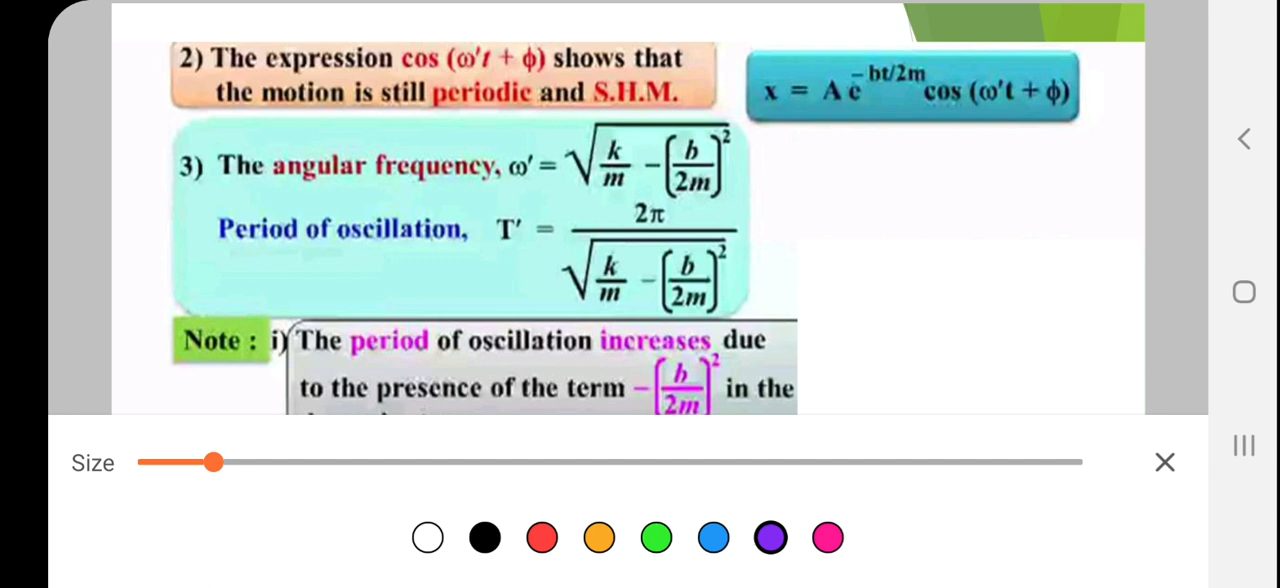 2) The expression cos (ω't + ϕ) shows that
the motion is still periodic and S.H.M.
x = A e^(-bt/2m) cos (ω't + ϕ)
3) The angular frequency, ω' = √(k/m - (b/2m)²)
Period of oscillation, T' = 2π / √(k/m - (b/2m)²)
Note : i) The period of oscillation increases due
to the presence of the term -(b/2m)² in the
Size